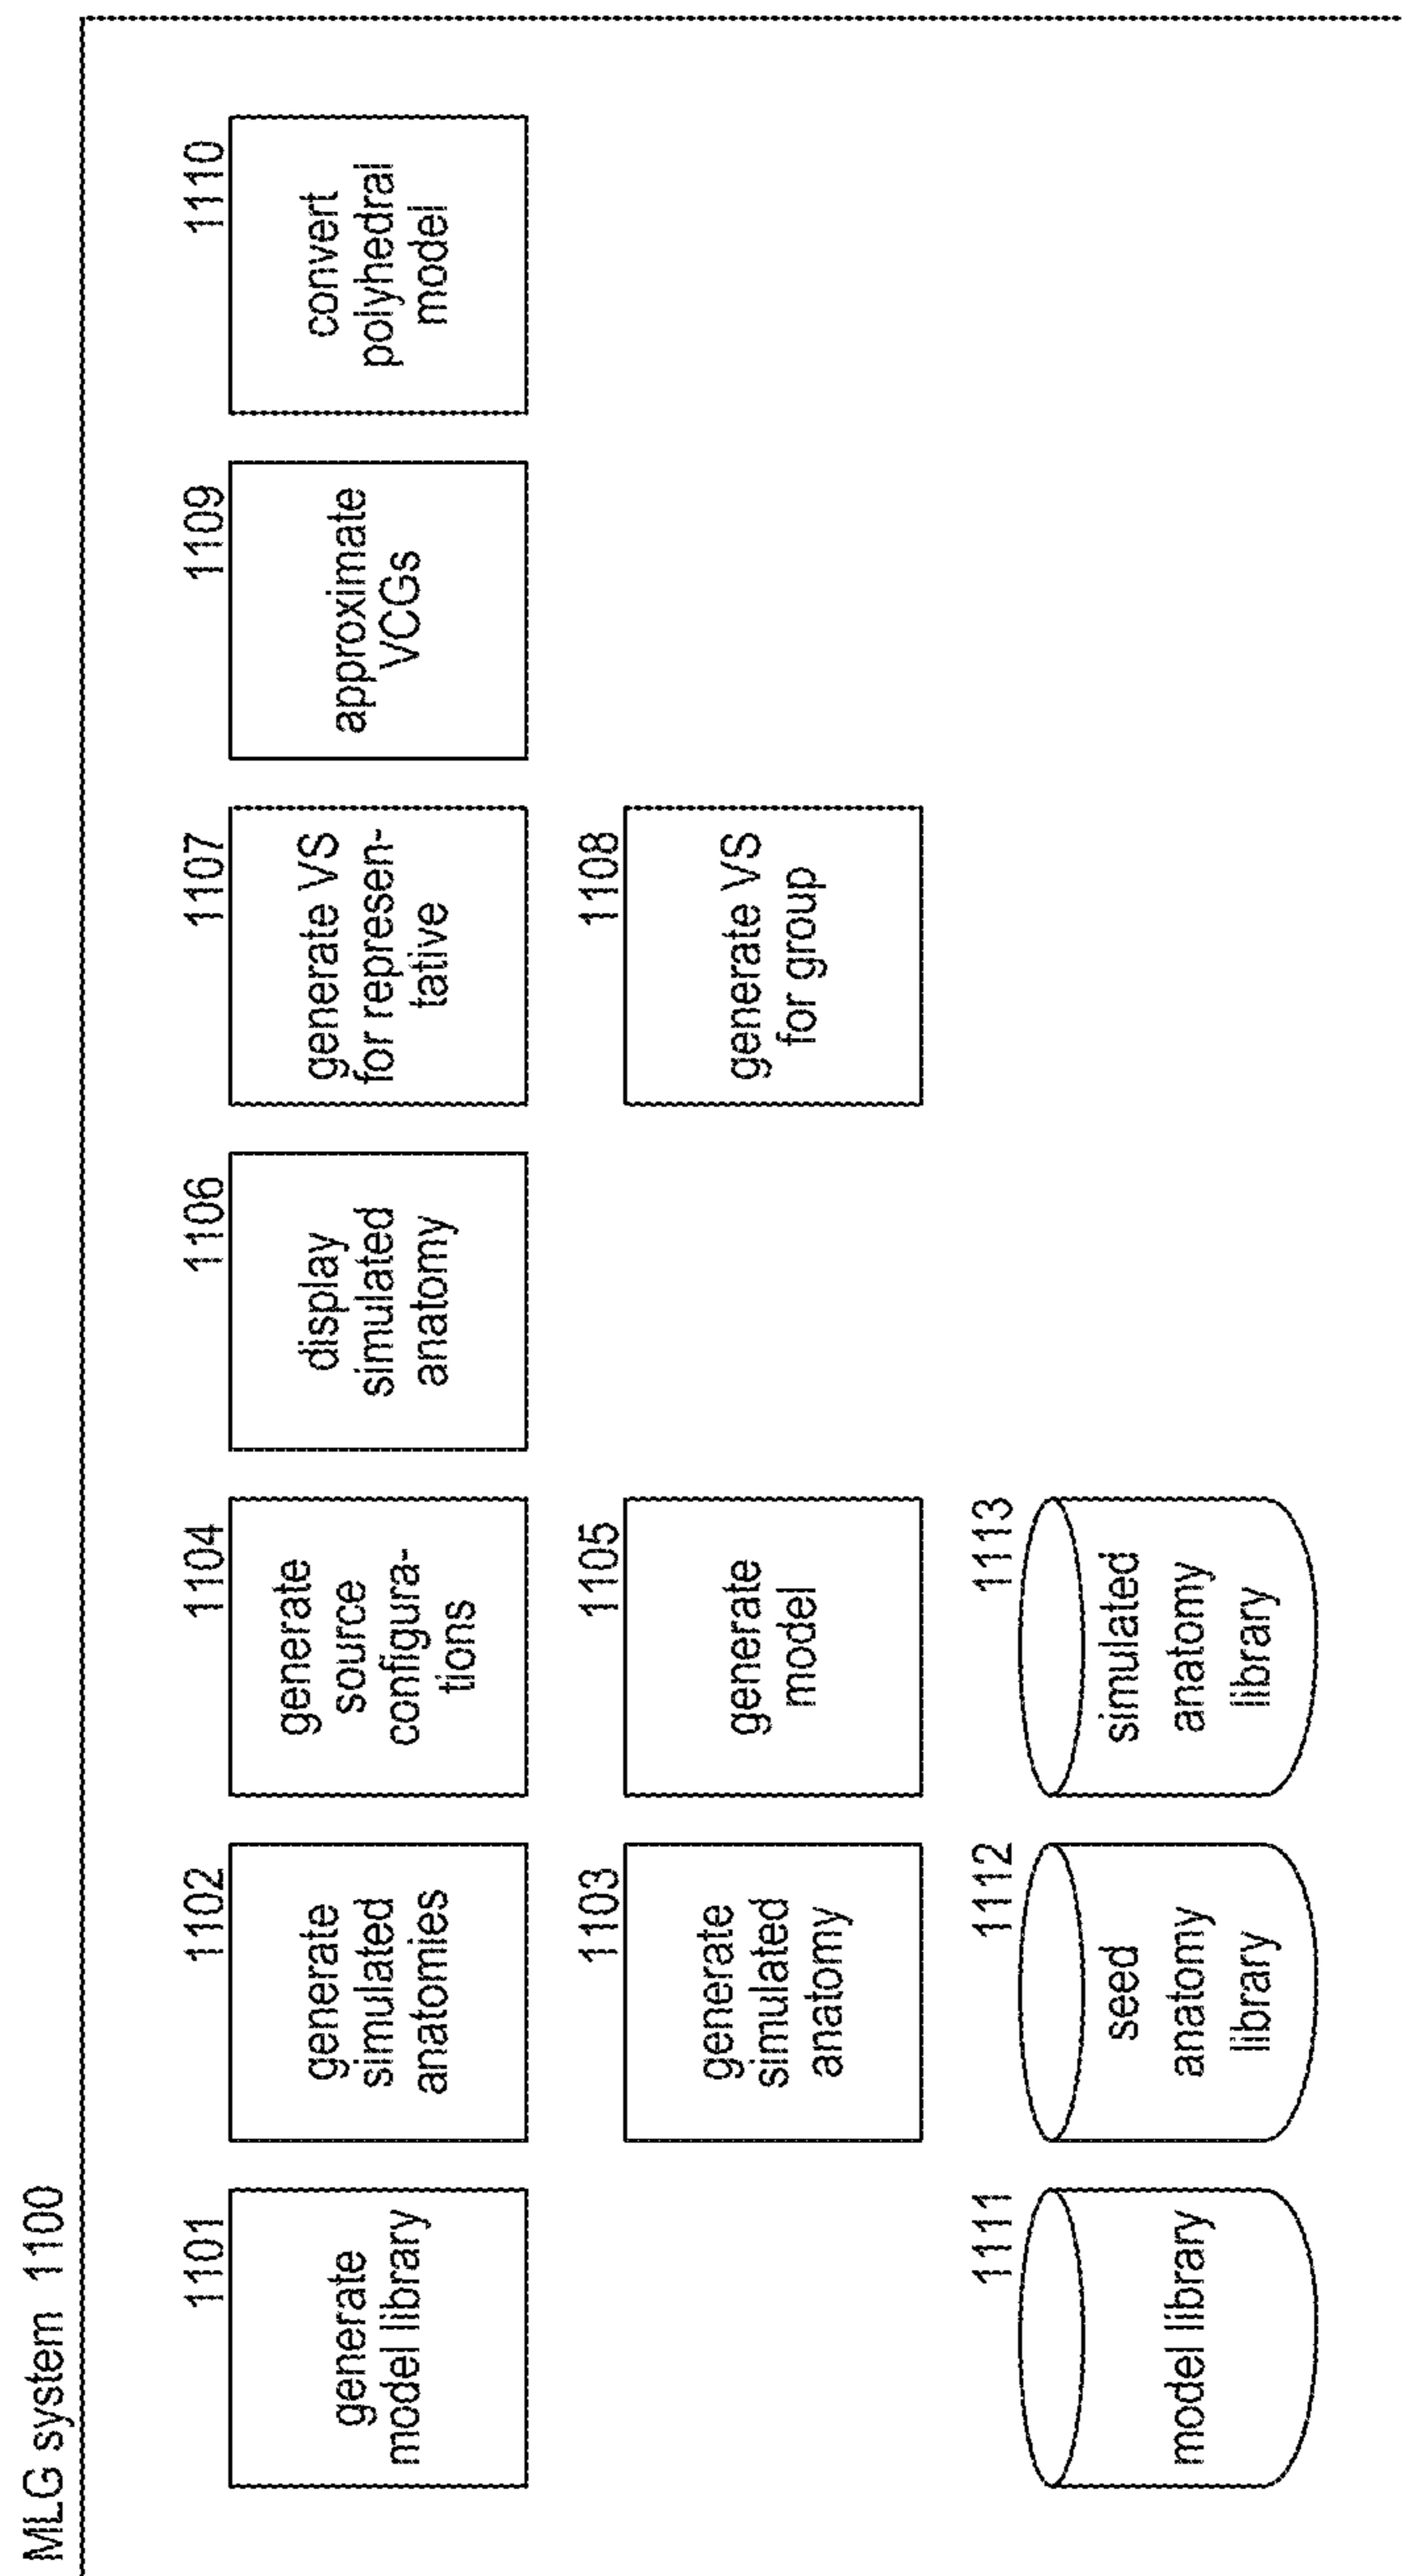 MLG system 1100
1101
generate
model library
1102
generate
simulated
anatomies
1104
generate
source
configura-
tions
1106
display
simulated
anatomy
1107
generate VS
for represen-
tative
1109
approximate
VCGs
1110
convert
polyhedral
model
1103
generate
simulated
anatomy
1105
generate
model
1108
generate VS
for group
1111
model library
1112
seed
anatomy
library
1113
simulated
anatomy
library